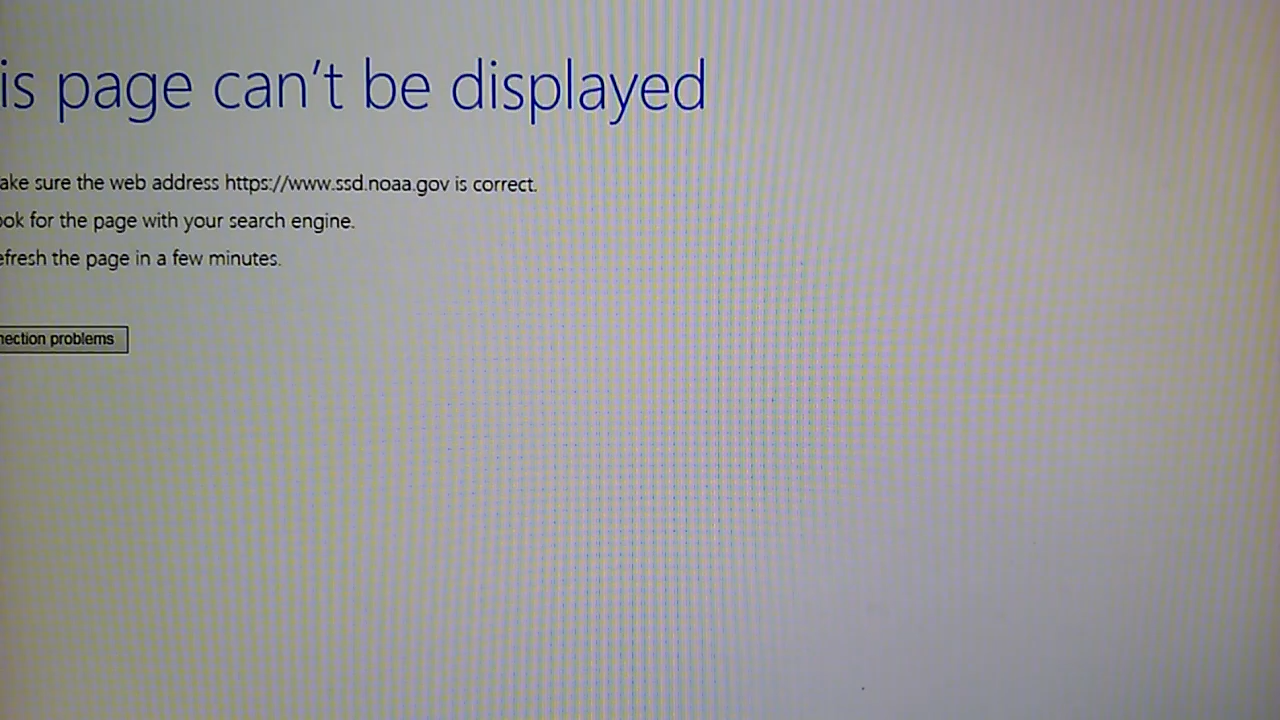 is page can't be displayed
ake sure the web address https://www.ssd.noaa.gov is correct.
ook for the page with your search engine.
efresh the page in a few minutes.
nection problems